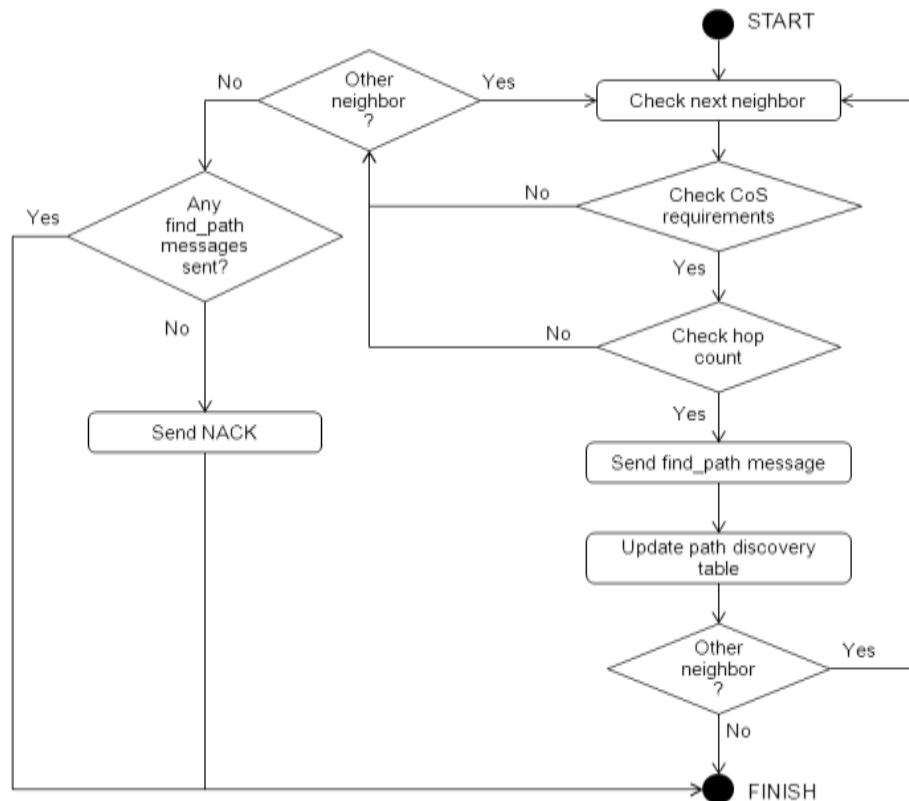 START
Other
neighbor
?
No
Yes
Check next neighbor
Any
find_path
messages
sent?
Yes
No
Check CoS
requirements
No
Yes
Check hop
count
No
Yes
Send NACK
Send find_path message
Update path discovery
table
Other
neighbor
?
Yes
No
FINISH